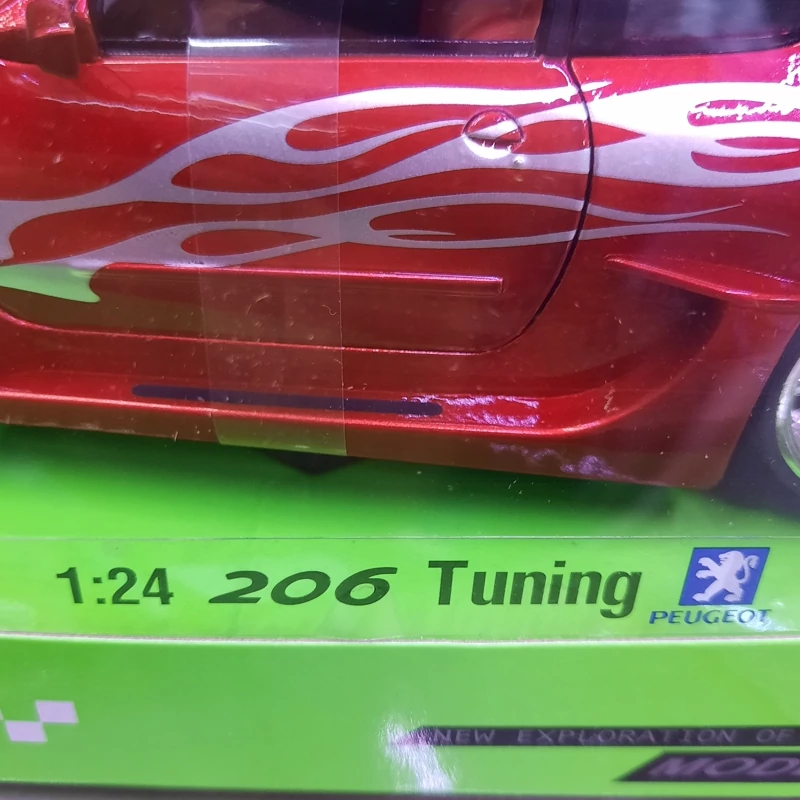 1:24 206 Tuning
PEUGEOT
NEW EXPLORATION OF